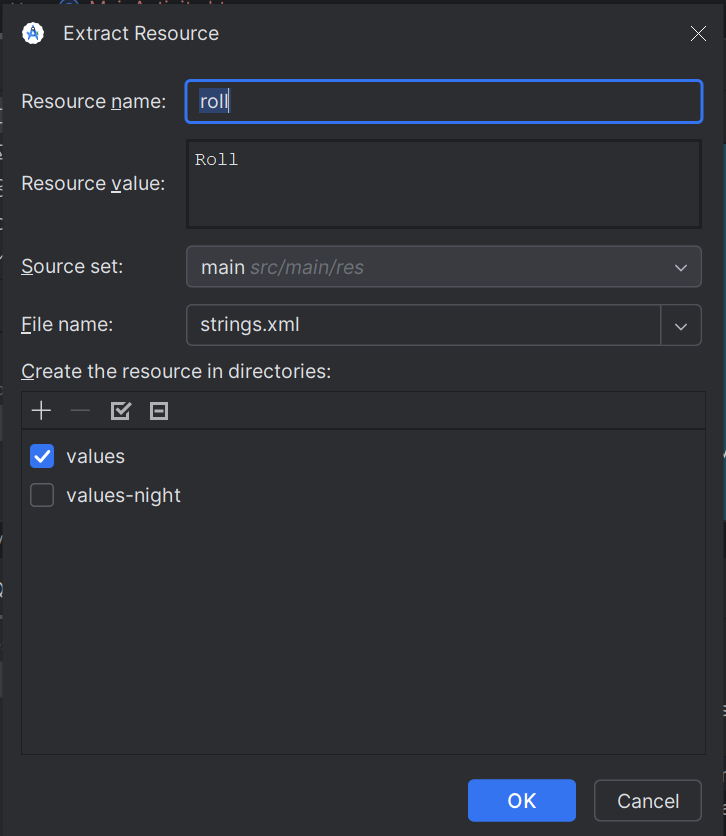 Extract Resource
Resource name: roll
Resource value: Roll
Source set: main src/main/res
File name: strings.xml
Create the resource in directories:
values
values-night
OK Cancel